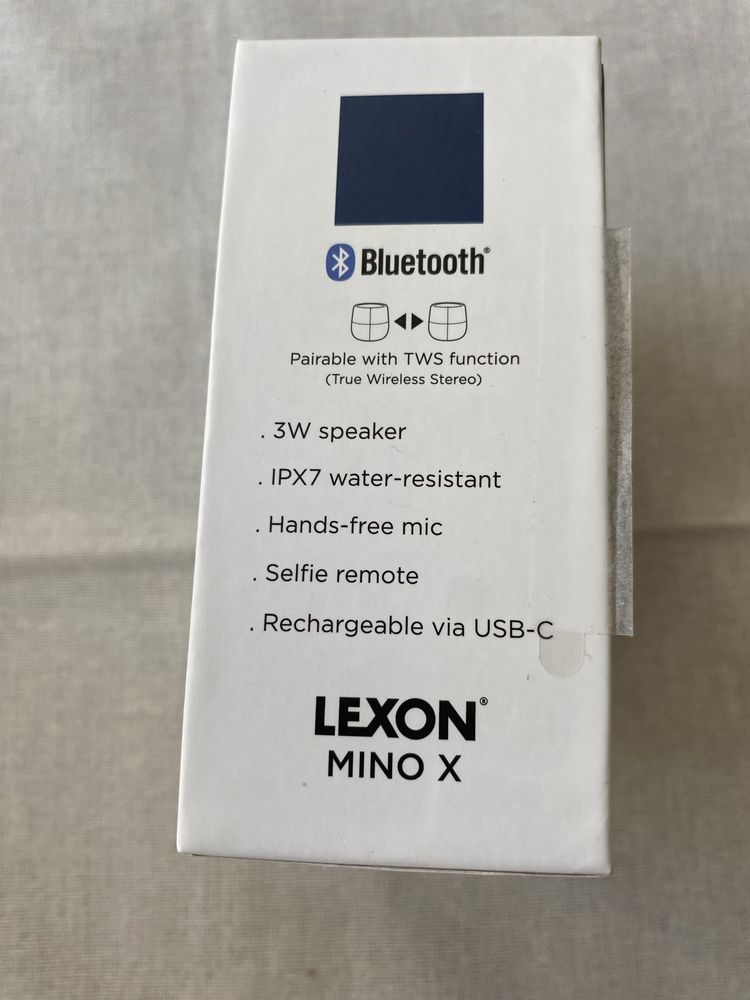 Bluetooth®
Pairable with TWS function
(True Wireless Stereo)
. 3W speaker
. IPX7 water-resistant
. Hands-free mic
. Selfie remote
. Rechargeable via USB-C
LEXON®
MINO X